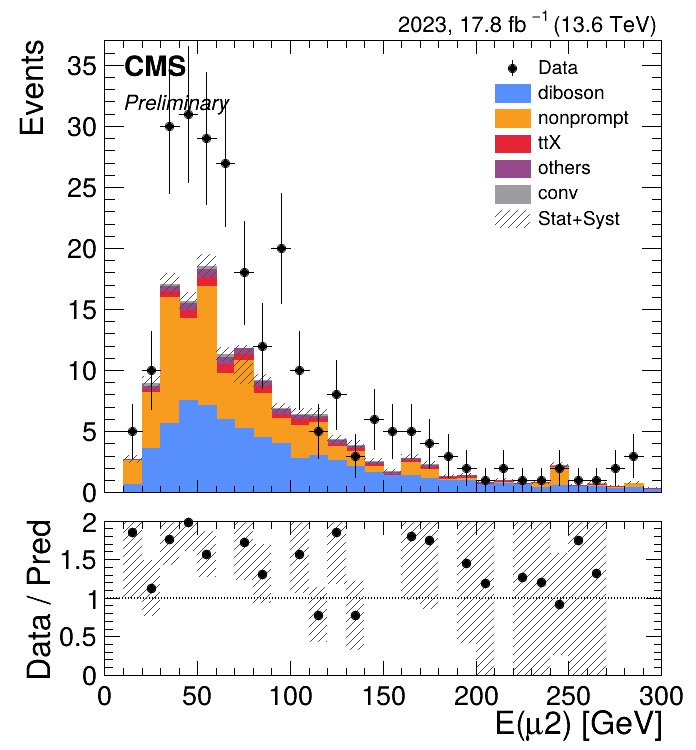 2023, 17.8 fb⁻¹ (13.6 TeV)
CMS
Preliminary
Events
35
30
25
20
15
10
5
0
Data
diboson
nonprompt
ttX
others
conv
Stat+Syst
Data / Pred
2
1.5
1
0.5
0
0 50 100 150 200 250 300
E(μ2) [GeV]